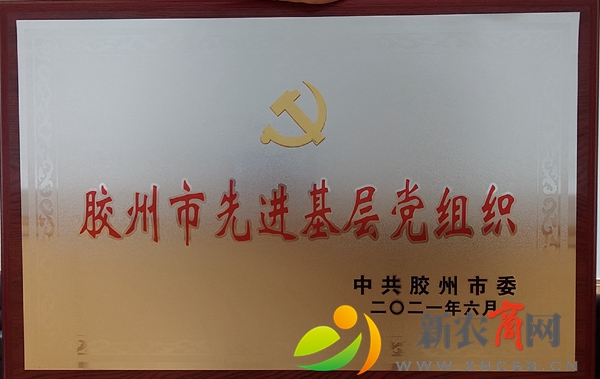 胶州市先进基层党组织
中共胶州市委
二〇二一年六月
新农商网